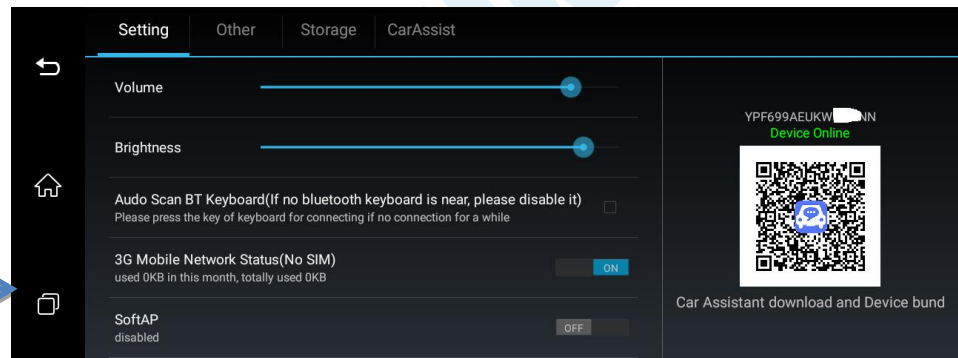 Setting Other Storage CarAssist
Volume
Brightness
Audo Scan BT Keyboard(If no bluetooth keyboard is near, please disable it)
Please press the key of keyboard for connecting if no connection for a while
3G Mobile Network Status(No SIM)
used 0KB in this month, totally used 0KB
ON
SoftAP
disabled
OFF
YPF699AEUKW NN
Device Online
Car Assistant download and Device bund